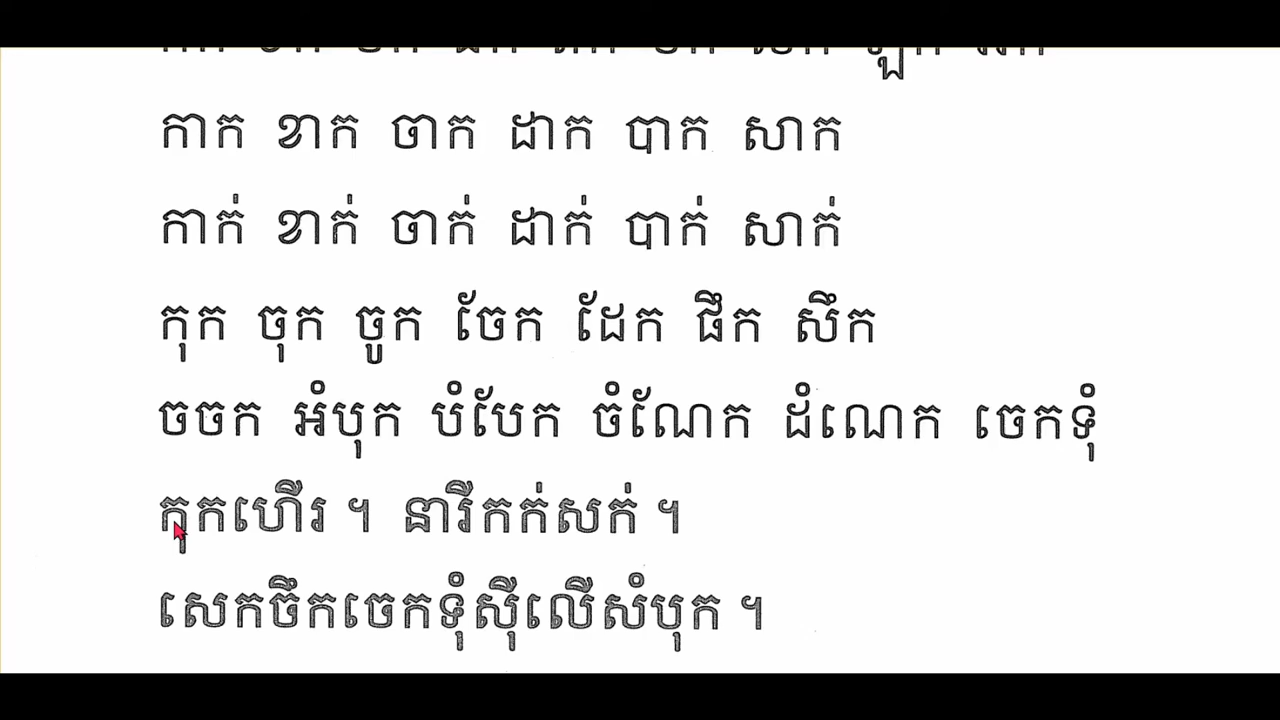 កាក ខាក ចាក ដាក បាក សាក
កាក់ ខាក់ ចាក់ ដាក់ បាក់ សាក់
កុក ចុក ចូក ចែក ដែក ផឹក សឹក
ចចក អំបុក បំបែក ចំណែក ដំណេក ចេកទុំ
កុកហើរ ។ នារីកក់សក់ ។
សេកចឹកចេកទុំស៊ីលើសំបុក ។